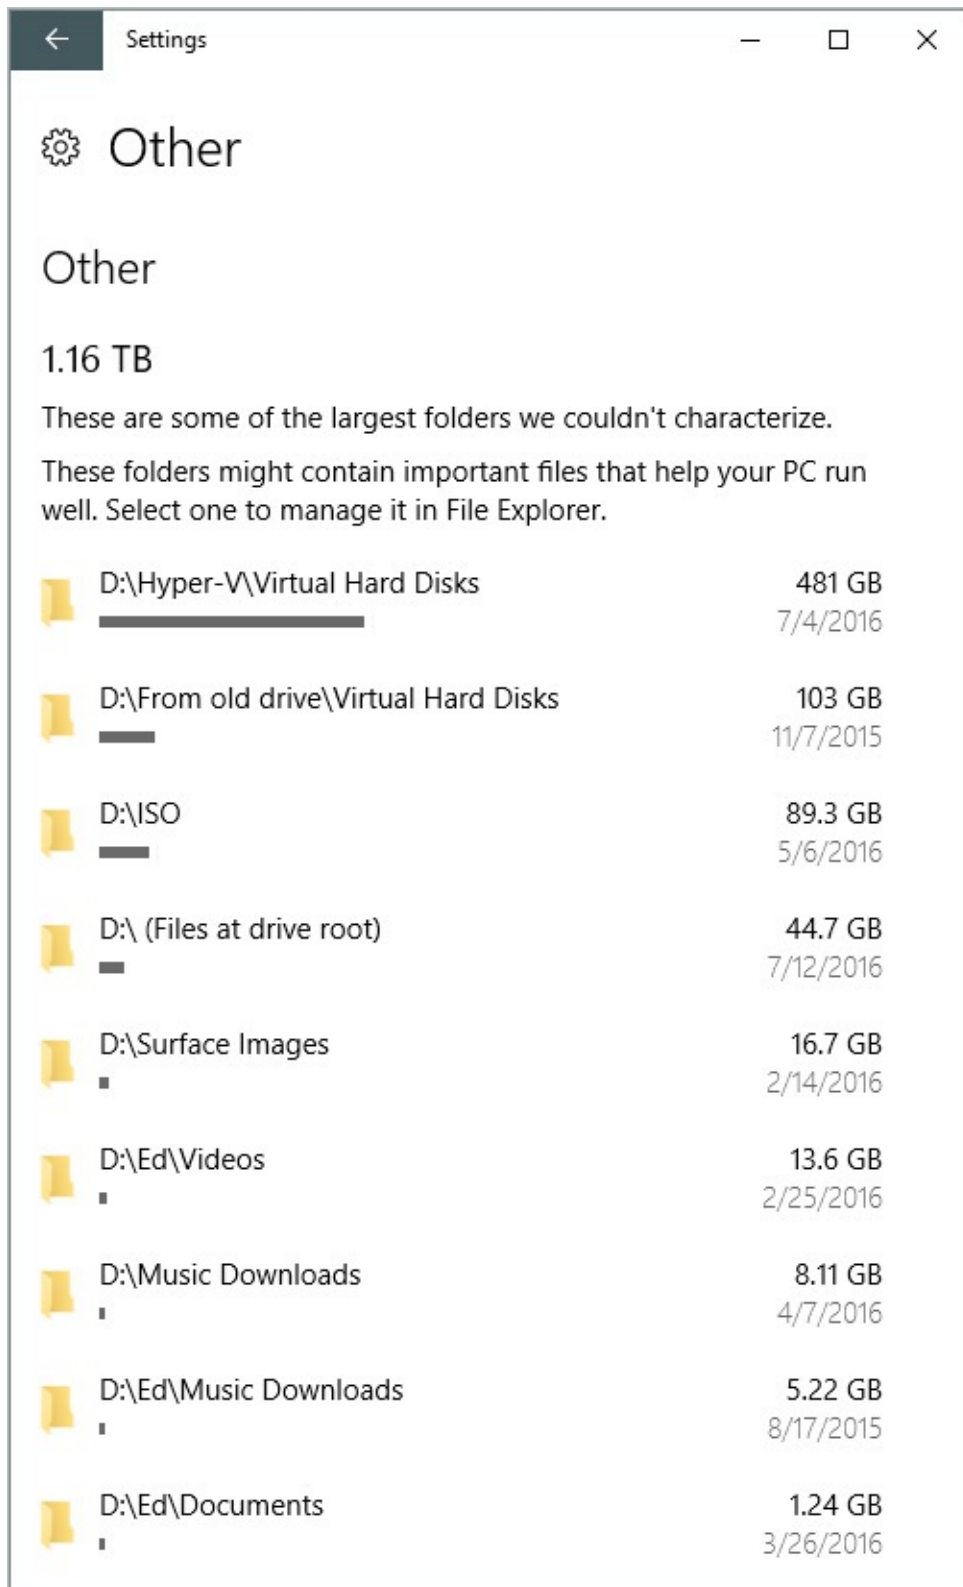 Settings
Other
Other
1.16 TB
These are some of the largest folders we couldn't characterize.
These folders might contain important files that help your PC run
well. Select one to manage it in File Explorer.
D:\Hyper-V\Virtual Hard Disks 481 GB
7/4/2016
D:\From old drive\Virtual Hard Disks 103 GB
11/7/2015
D:\ISO 89.3 GB
5/6/2016
D:\ (Files at drive root) 44.7 GB
7/12/2016
D:\Surface Images 16.7 GB
2/14/2016
D:\Ed\Videos 13.6 GB
2/25/2016
D:\Music Downloads 8.11 GB
4/7/2016
D:\Ed\Music Downloads 5.22 GB
8/17/2015
D:\Ed\Documents 1.24 GB
3/26/2016